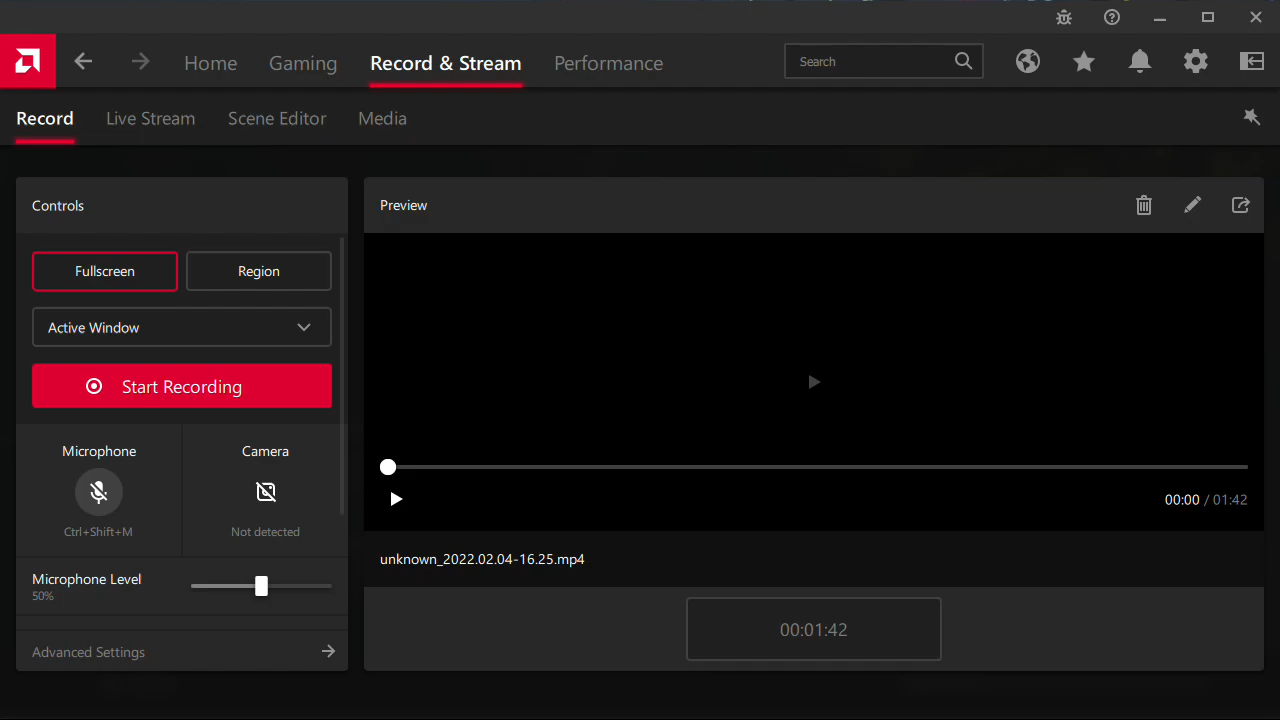 Home Gaming Record & Stream Performance Search
Record Live Stream Scene Editor Media
Controls
Fullscreen Region
Active Window
Start Recording
Microphone Camera
Ctrl+Shift+M Not detected
Microphone Level
50%
Advanced Settings
Preview
00:00 / 01:42
unknown_2022.02.04-16.25.mp4
00:01:42